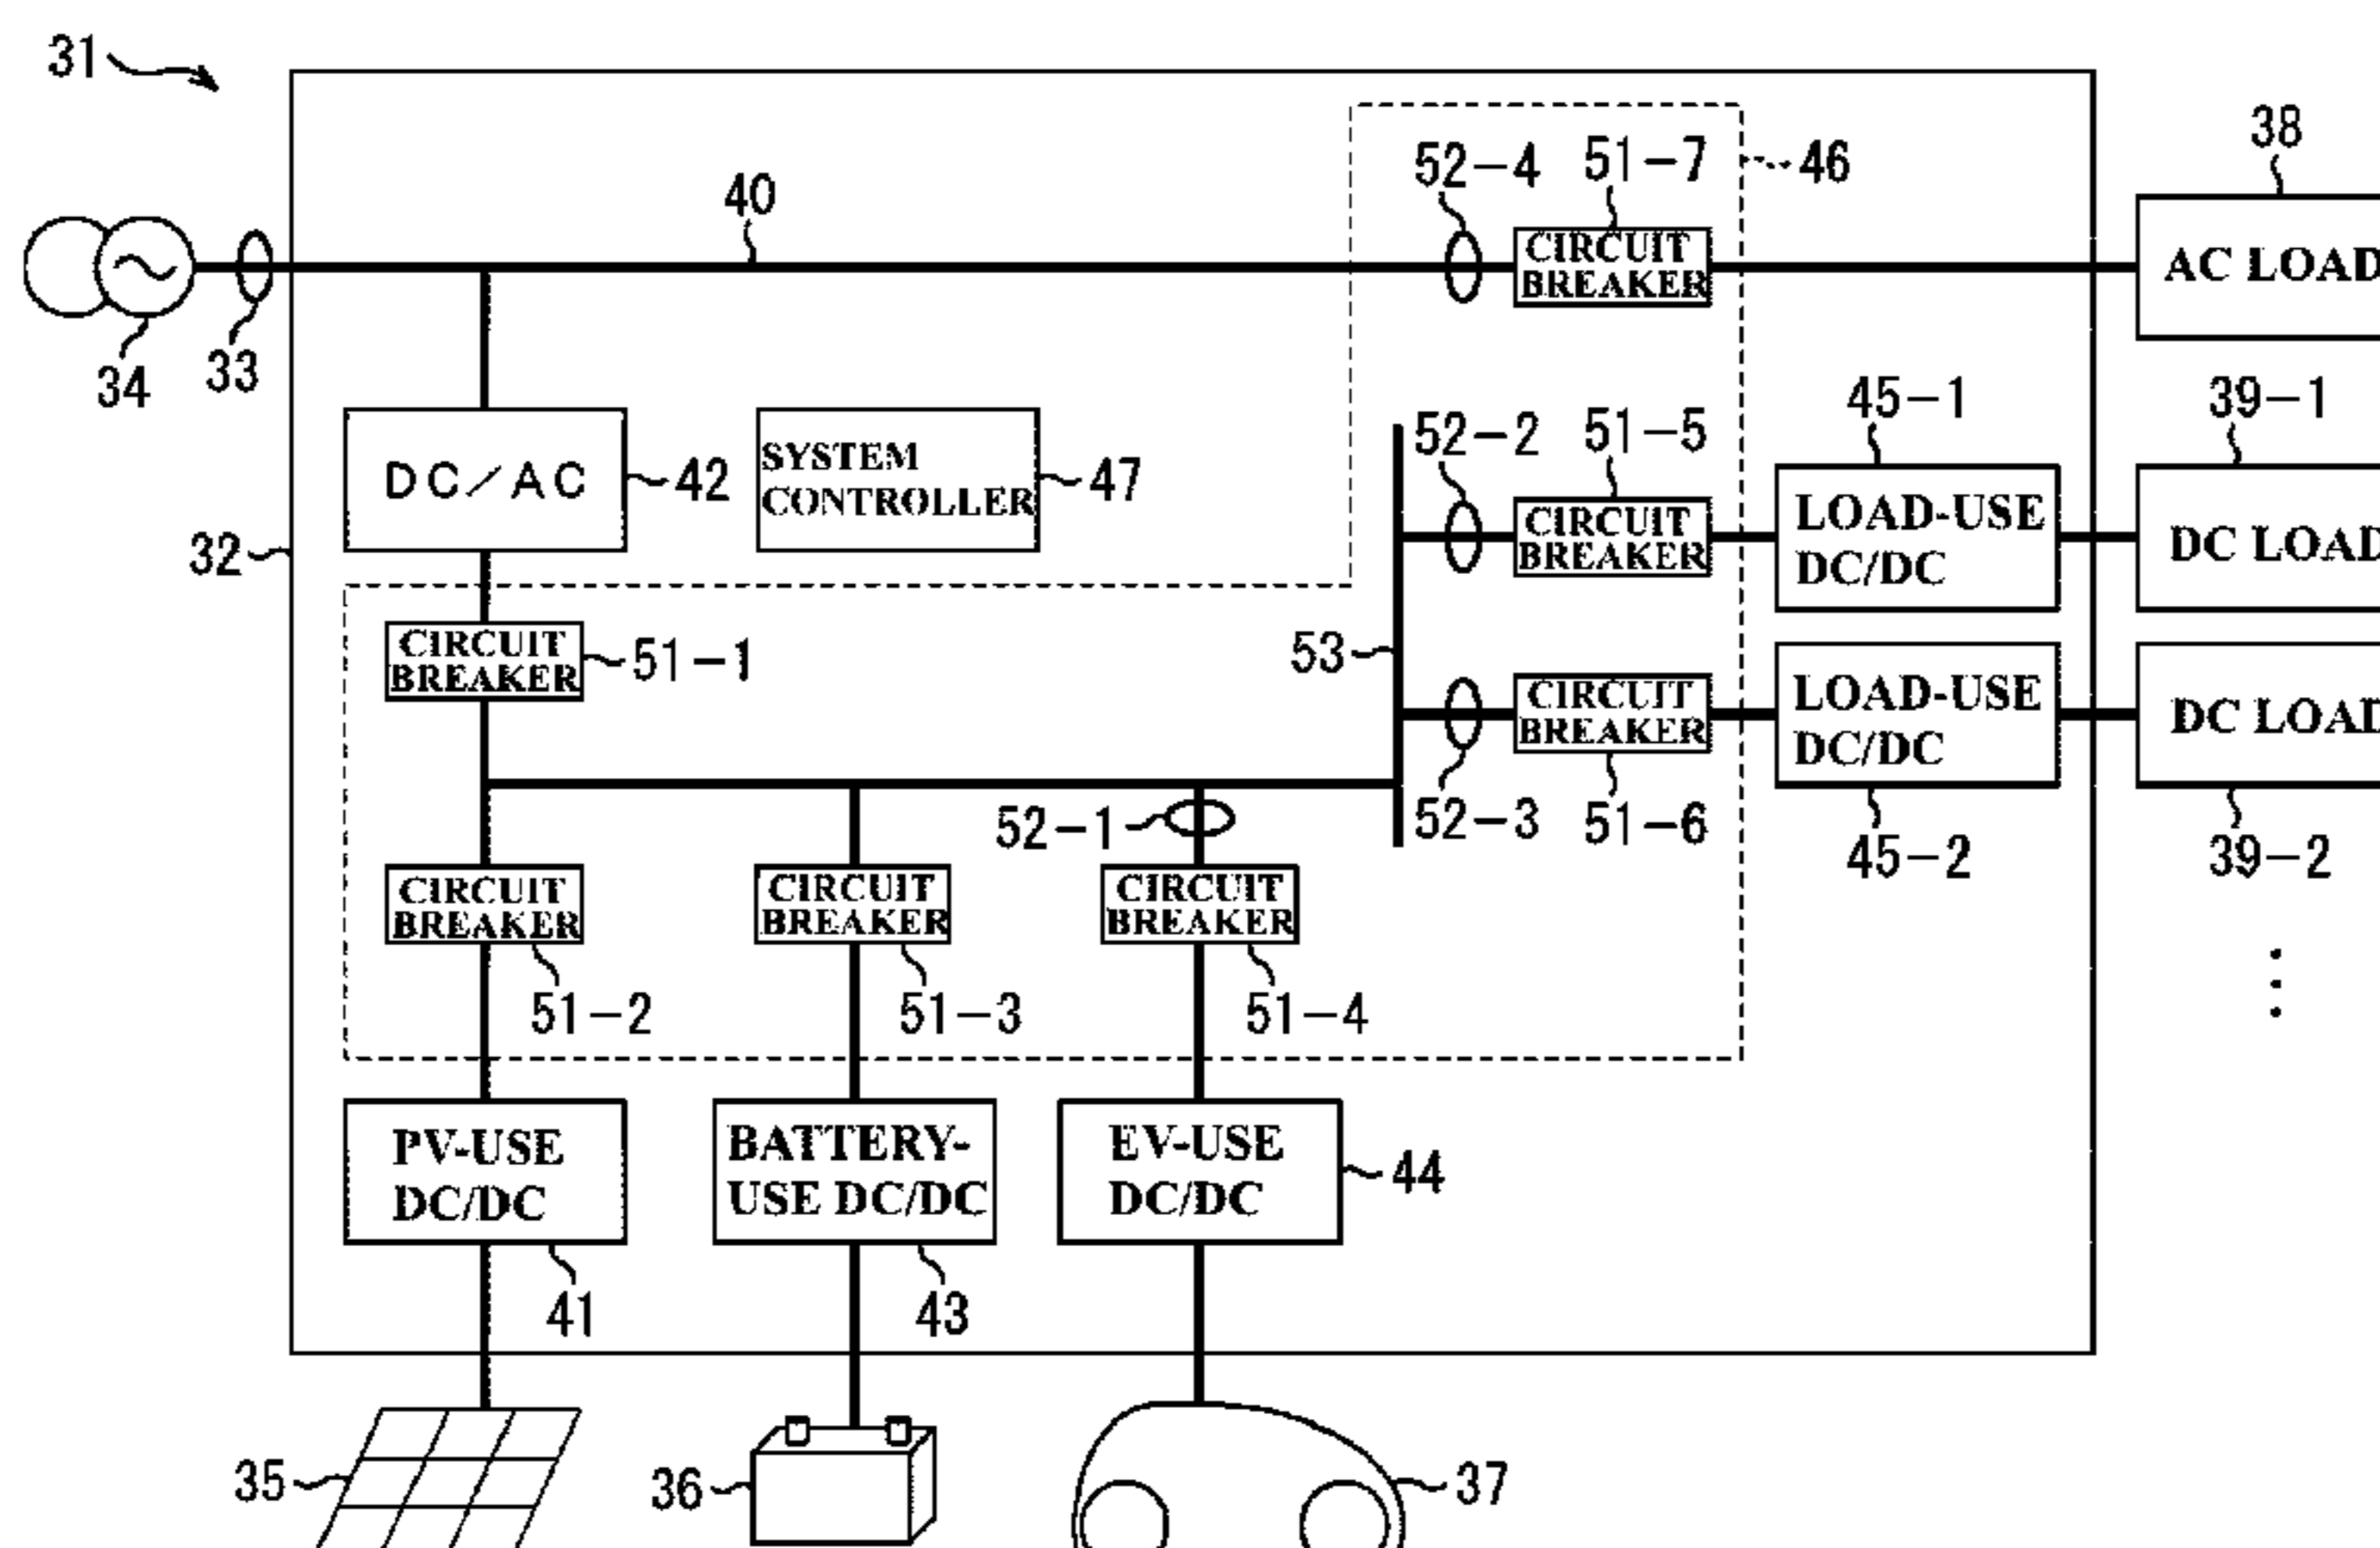 31
38
52-4
51-7
46
40
CIRCUIT
BREAKER
AC LOAD
34
33
45-1
39-1
52-2
51-5
DC/AC
42
SYSTEM
CONTROLLER
47
32
CIRCUIT
BREAKER
LOAD-USE
DC/DC
DC LOAD
CIRCUIT
BREAKER
51-1
53
CIRCUIT
BREAKER
LOAD-USE
DC/DC
DC LOAD
52-1
52-3
51-6
45-2
39-2
CIRCUIT
BREAKER
CIRCUIT
BREAKER
CIRCUIT
BREAKER
51-2
51-3
51-4
PV-USE
DC/DC
BATTERY-
USE DC/DC
EV-USE
DC/DC
44
41
43
35
36
37